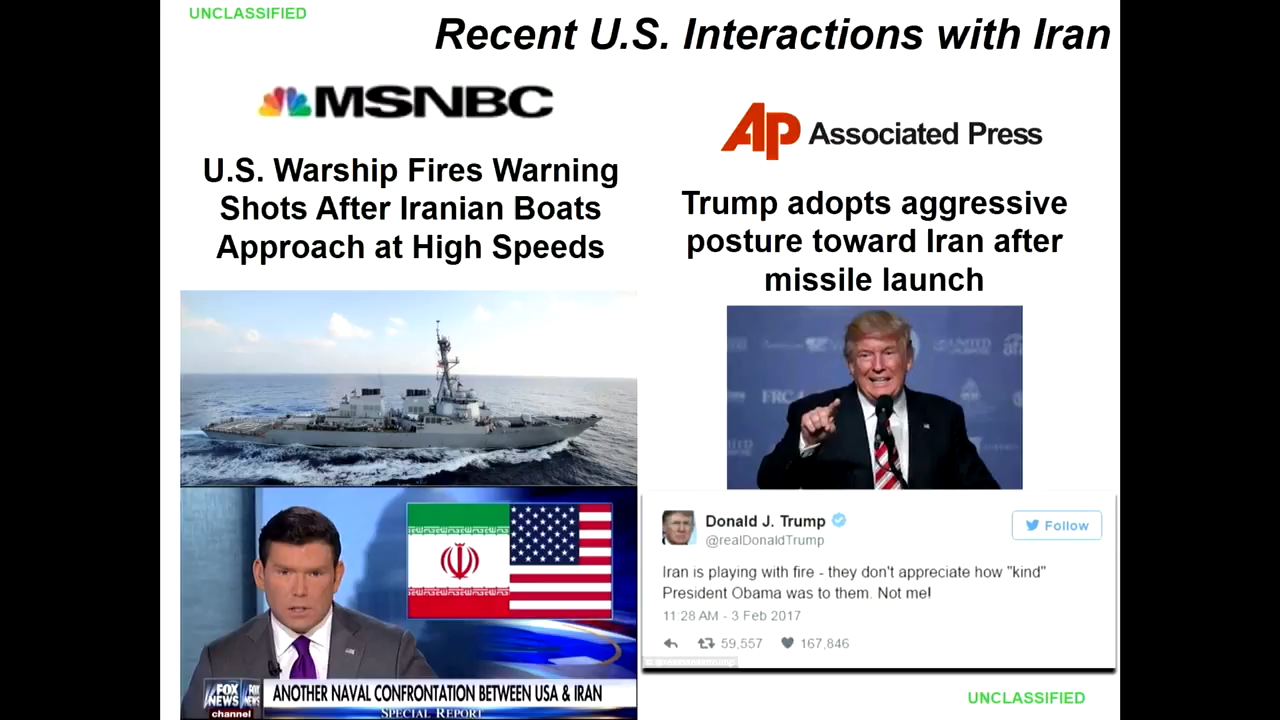 UNCLASSIFIED
Recent U.S. Interactions with Iran
MSNBC
U.S. Warship Fires Warning
Shots After Iranian Boats
Approach at High Speeds
AP Associated Press
Trump adopts aggressive
posture toward Iran after
missile launch
FRC
Donald J. Trump
@realDonaldTrump
Follow
Iran is playing with fire - they don't appreciate how "kind"
President Obama was to them. Not me!
11:28 AM - 3 Feb 2017
59,557 167,846
FOX
NEWS
channel
ANOTHER NAVAL CONFRONTATION BETWEEN USA & IRAN
SPECIAL REPORT
UNCLASSIFIED